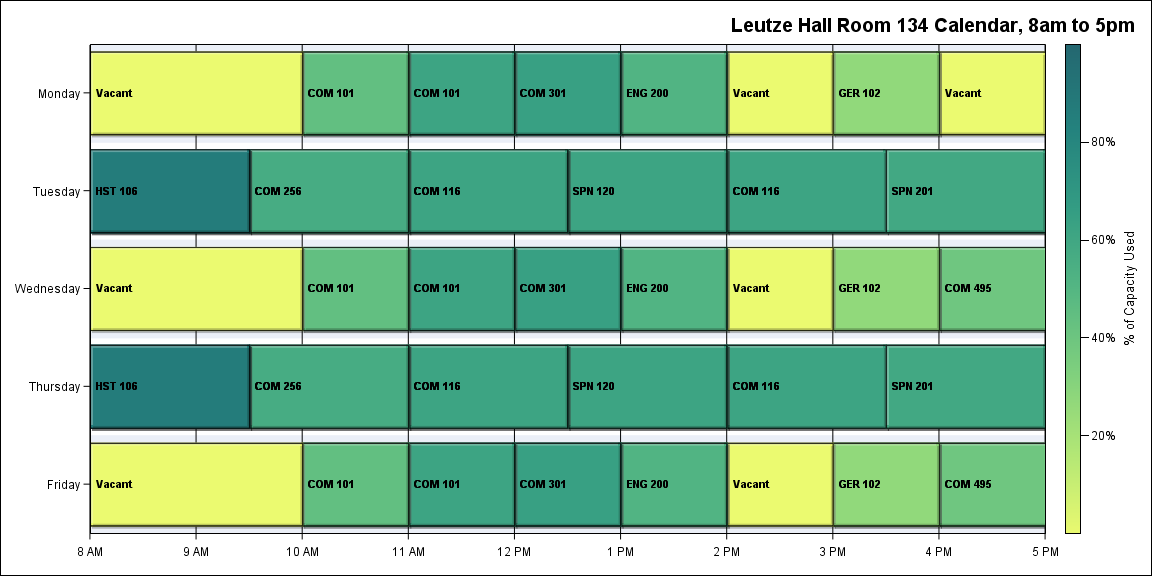 Leutze Hall Room 134 Calendar, 8am to 5pm
Monday
Vacant
COM 101
COM 101
COM 301
ENG 200
Vacant
GER 102
Vacant
Tuesday
HST 106
COM 256
COM 116
SPN 120
COM 116
SPN 201
Wednesday
Vacant
COM 101
COM 101
COM 301
ENG 200
Vacant
GER 102
COM 495
Thursday
HST 106
COM 256
COM 116
SPN 120
COM 116
SPN 201
Friday
Vacant
COM 101
COM 101
COM 301
ENG 200
Vacant
GER 102
COM 495
8 AM
9 AM
10 AM
11 AM
12 PM
1 PM
2 PM
3 PM
4 PM
5 PM
80%
60%
40%
20%
% of Capacity Used